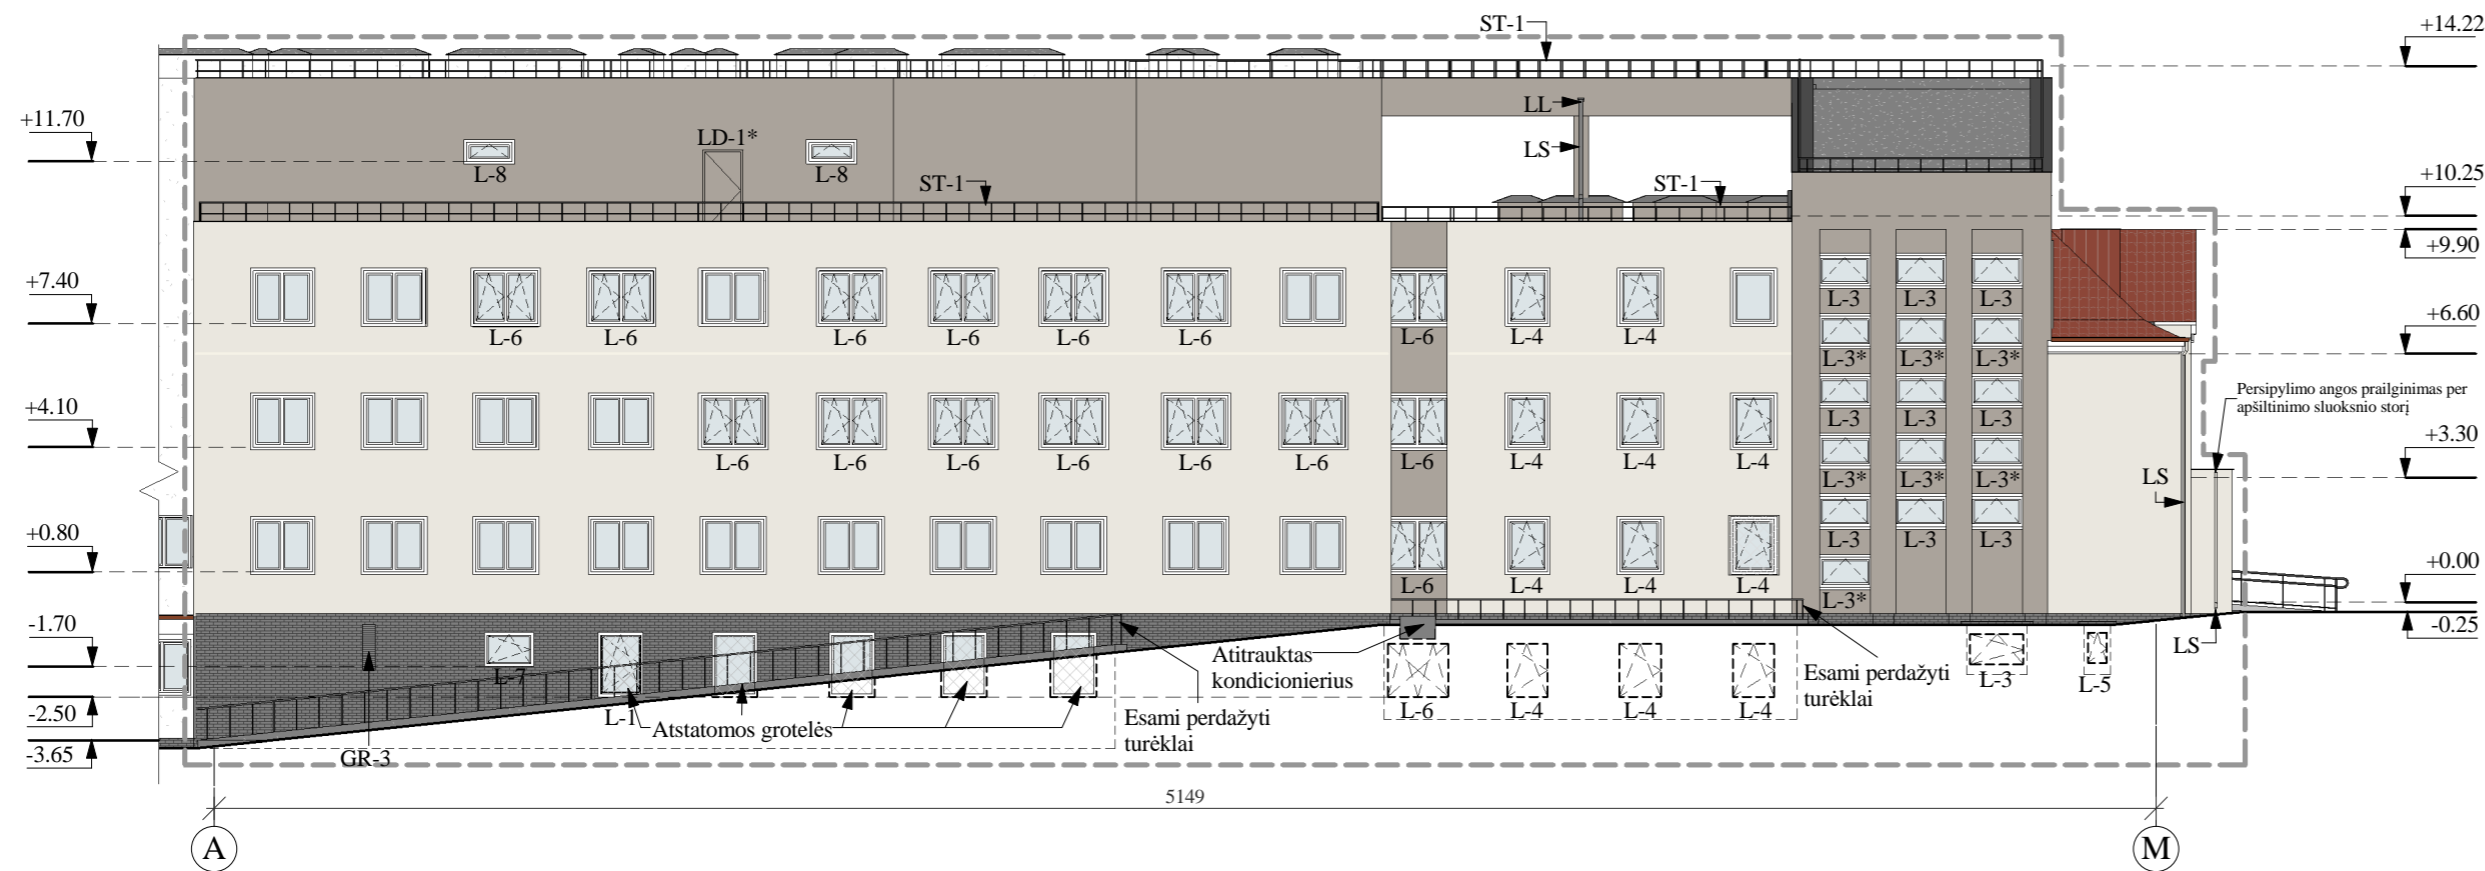 ST-1
+14.22
+11.70
LD-1*
LL
LS
L-8
L-8
ST-1
ST-1
+10.25
+9.90
+7.40
L-3 L-3 L-3
+6.60
L-6 L-6 L-6 L-6 L-6 L-6 L-6 L-4 L-4
L-3* L-3* L-3*
Persipylimo angos prailginimas per
apšiltinimo sluoksnio storį
+4.10
L-3 L-3 L-3
+3.30
L-6 L-6 L-6 L-6 L-6 L-6 L-6 L-4 L-4 L-4
L-3* L-3* L-3*
LS
+0.80
L-3 L-3 L-3
+0.00
L-6 L-4 L-4 L-4
L-3*
-0.25
-1.70
LS
L-7
Atitrauktas
kondicionierius
Esami perdažyti
turėklai
L-3
L-5
-2.50
L-1
Atstatomos grotelės
Esami perdažyti
turėklai
L-6 L-4 L-4 L-4
-3.65
GR-3
5149
A
M